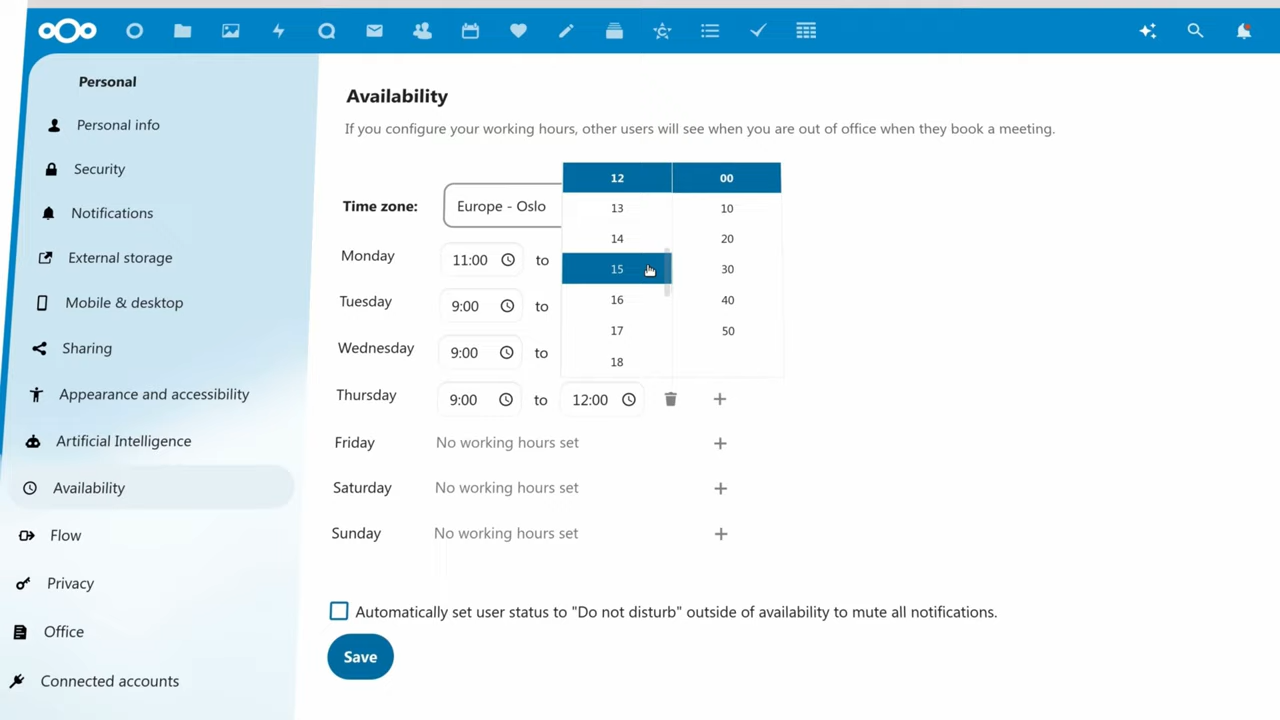 Personal
Personal info
Security
Notifications
External storage
Mobile & desktop
Sharing
Appearance and accessibility
Artificial Intelligence
Availability
Flow
Privacy
Office
Connected accounts
Availability
If you configure your working hours, other users will see when you are out of office when they book a meeting.
Time zone: Europe - Oslo
12 00
13 10
14 20
15 30
16 40
17 50
18
Monday 11:00 to
Tuesday 9:00 to
Wednesday 9:00 to
Thursday 9:00 to 12:00
Friday No working hours set
Saturday No working hours set
Sunday No working hours set
Automatically set user status to "Do not disturb" outside of availability to mute all notifications.
Save